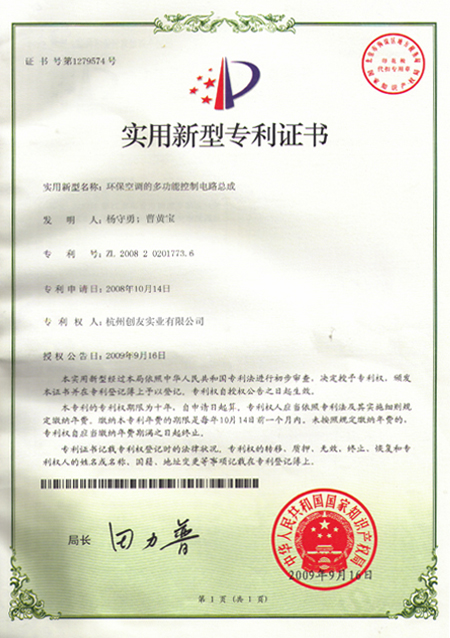 证书号第1279574号
印花税
代扣专用章
实用新型专利证书
实用新型名称：环保空调的多功能控制电路总成
发明人：杨守勇；曹黄宝
专利号：ZL 2008 2 0201773.6
专利申请日：2008年10月14日
专利权人：杭州创友实业有限公司
授权公告日：2009年9月16日
本实用新型经过本局依照中华人民共和国专利法进行初步审查，决定授予专利权，颁发
本证书并在专利登记簿上予以登记。专利权自授权公告之日起生效。
本专利的专利权期限为十年，自申请日起算。专利权人应当依照专利法及其实施细则规
定缴纳年费。缴纳本专利年费的期限是每年10月14日前一个月内。未按照规定缴纳年费的，
专利权自应当缴纳年费期满之日起终止。
专利证书记载专利权登记时的法律状况。专利权的转移、质押、无效、终止、恢复和专
利权人的姓名或名称、国籍、地址变更等事项记载在专利登记簿上。
局长 田力普
中华人民共和国国家知识产权局
2009年9月16日
第1页（共1页）